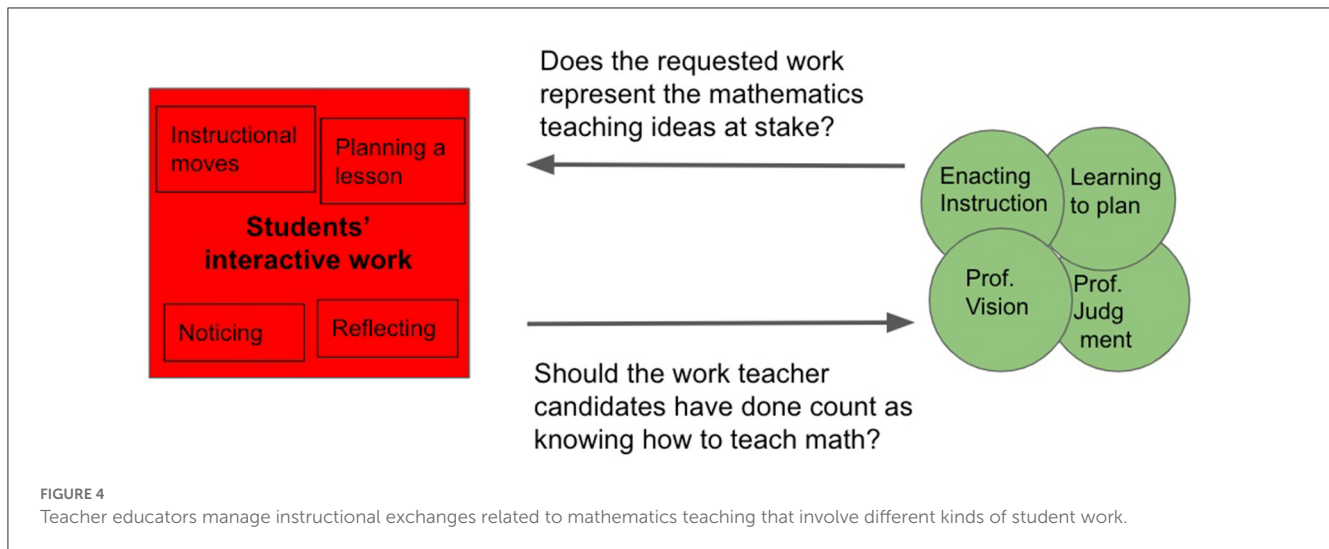 Does the requested work
represent the mathematics
teaching ideas at stake?
Instructional
moves
Planning a
lesson
Students’
interactive work
Noticing
Reflecting
Enacting
Instruction
Learning
to plan
Prof.
Vision
Prof.
Judg
ment
Should the work teacher
candidates have done count as
knowing how to teach math?
FIGURE 4
Teacher educators manage instructional exchanges related to mathematics teaching that involve different kinds of student work.